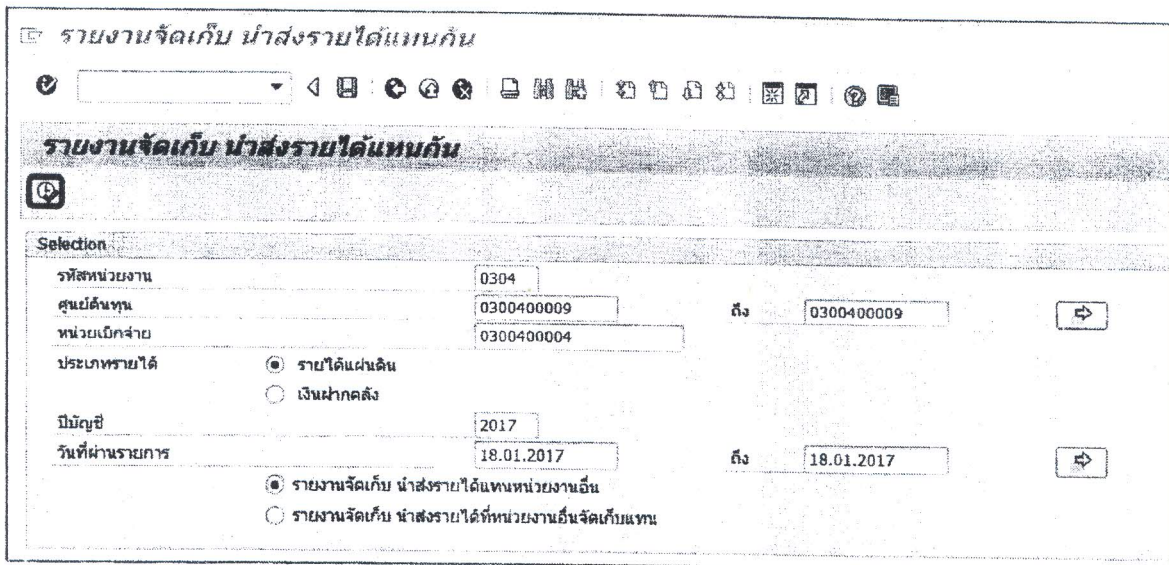 รายงานจัดเก็บ นำส่งรายได้แทนกัน
รายงานจัดเก็บ นำส่งรายได้แทนกัน
Selection
รหัสหน่วยงาน 0304
ศูนย์ต้นทุน 0300400009 ถึง 0300400009
หน่วยเบิกจ่าย 0300400004
ประเภทรายได้ รายได้แผ่นดิน
เงินฝากคลัง
ปีบัญชี 2017
วันที่ผ่านรายการ 18.01.2017 ถึง 18.01.2017
รายงานจัดเก็บ นำส่งรายได้แทนหน่วยงานอื่น
รายงานจัดเก็บ นำส่งรายได้ที่หน่วยงานอื่นจัดเก็บแทน